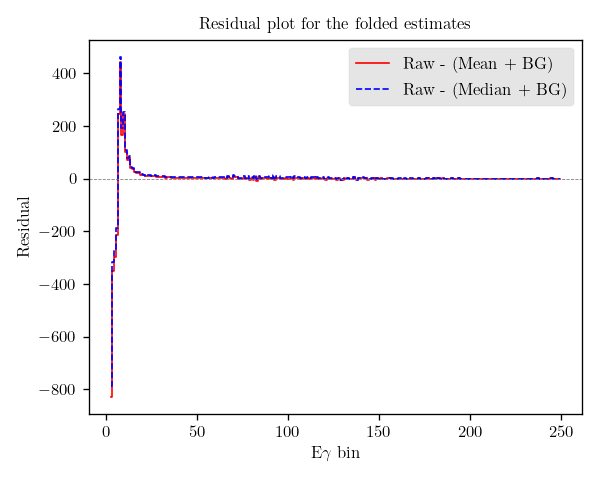 Residual plot for the folded estimates
Raw - (Mean + BG)
Raw - (Median + BG)
400
200
0
−200
−400
−600
−800
Residual
0 50 100 150 200 250
Eγ bin